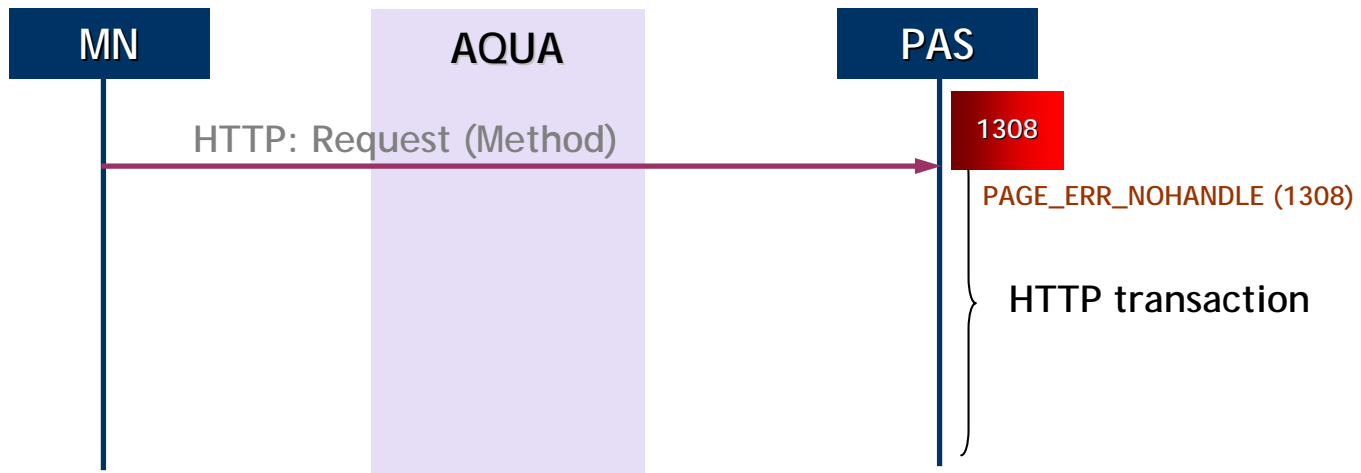 MN
AQUA
PAS
1308
HTTP: Request (Method)
PAGE_ERR_NOHANDLE (1308)
HTTP transaction